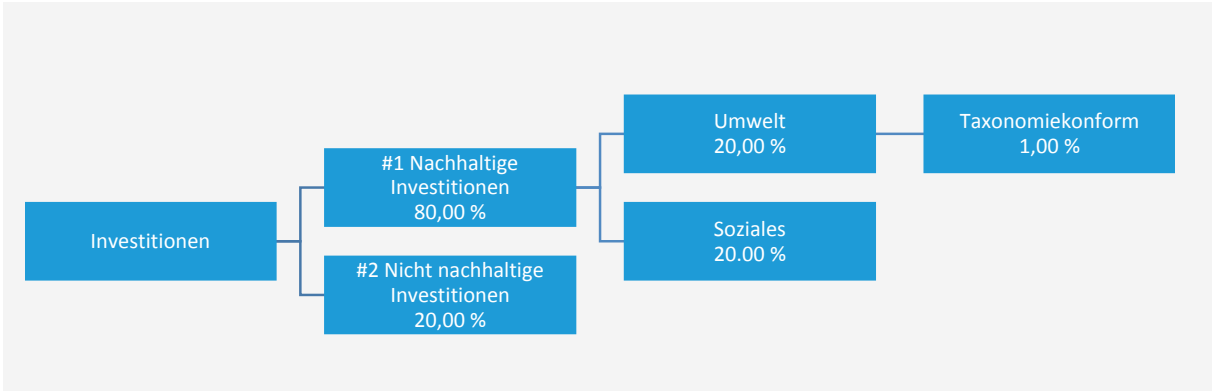 Investitionen
#1 Nachhaltige
Investitionen
80,00 %
#2 Nicht nachhaltige
Investitionen
20,00 %
Umwelt
20,00 %
Soziales
20.00 %
Taxonomiekonform
1,00 %